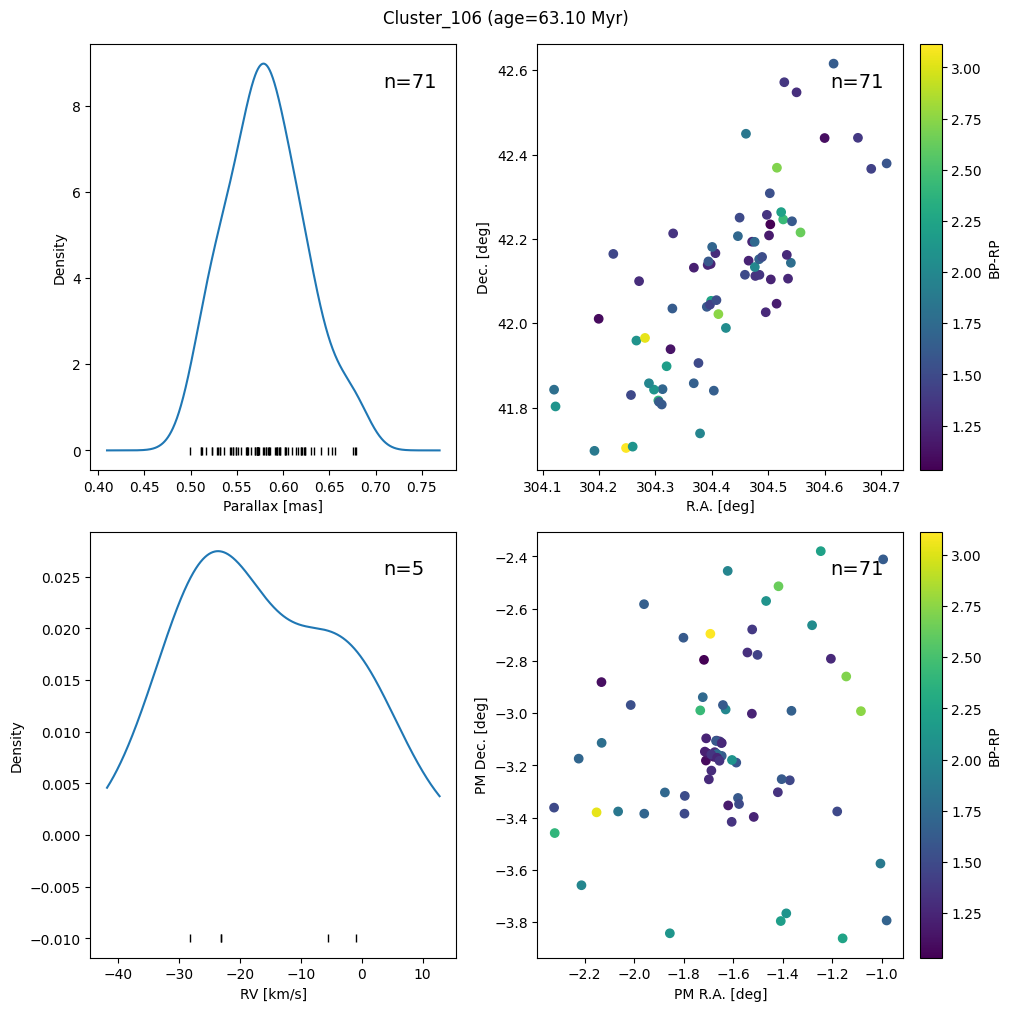 Cluster_106 (age=63.10 Myr)
n=71
Density
8
6
4
2
0
0.40 0.45 0.50 0.55 0.60 0.65 0.70 0.75
Parallax [mas]
n=71
Dec. [deg]
42.6
42.4
42.2
42.0
41.8
304.1 304.2 304.3 304.4 304.5 304.6 304.7
R.A. [deg]
3.00
2.75
2.50
2.25
2.00
1.75
1.50
1.25
BP-RP
n=5
Density
0.025
0.020
0.015
0.010
0.005
0.000
−0.005
−0.010
−40 −30 −20 −10 0 10
RV [km/s]
n=71
PM Dec. [deg]
−2.4
−2.6
−2.8
−3.0
−3.2
−3.4
−3.6
−3.8
−2.2 −2.0 −1.8 −1.6 −1.4 −1.2 −1.0
PM R.A. [deg]
3.00
2.75
2.50
2.25
2.00
1.75
1.50
1.25
BP-RP